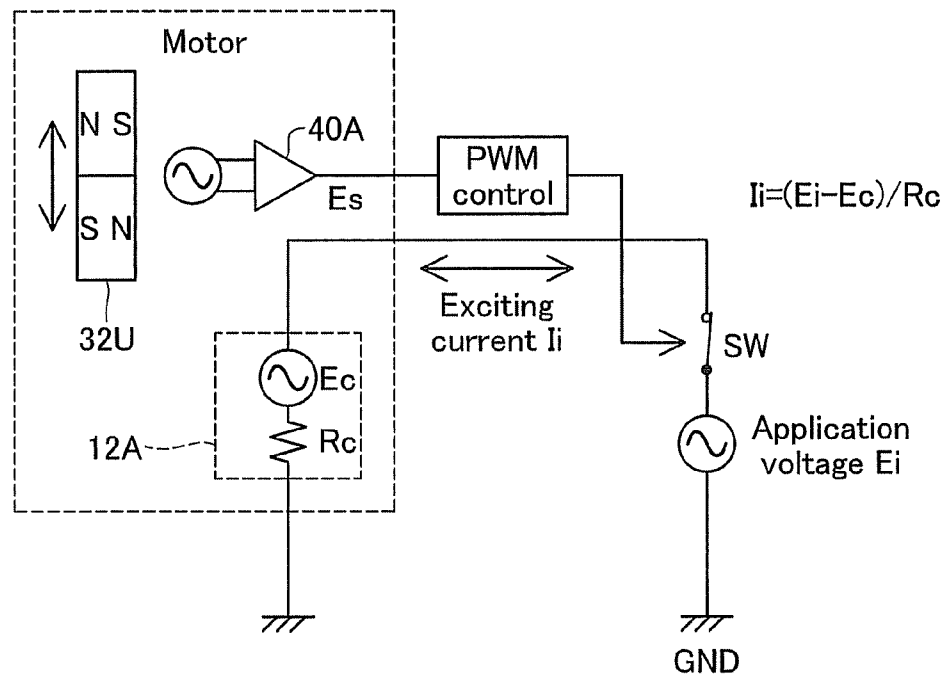 Motor
N S
S N
32U
40A
Es
PWM
control
Ii=(Ei-Ec)/Rc
Exciting
current Ii
SW
Ec
Rc
12A
Application
voltage Ei
GND